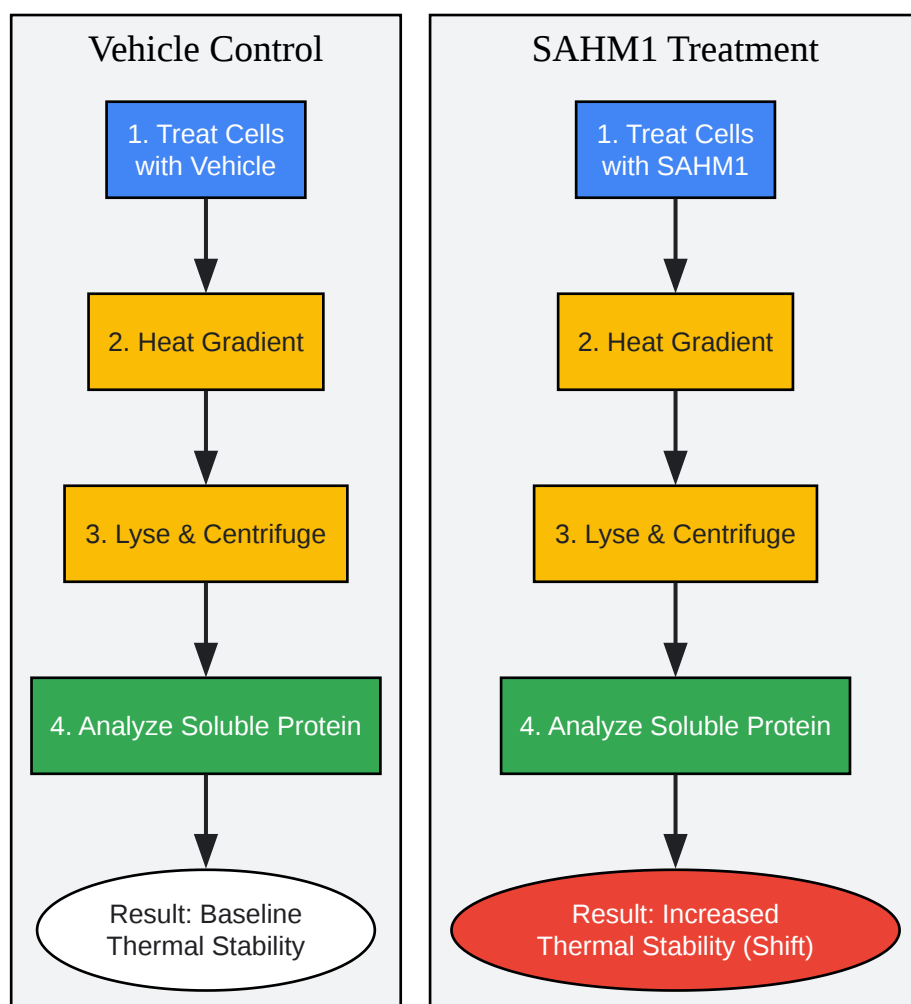 Vehicle Control
1. Treat Cells
with Vehicle
2. Heat Gradient
3. Lyse & Centrifuge
4. Analyze Soluble Protein
Result: Baseline
Thermal Stability
SAHM1 Treatment
1. Treat Cells
with SAHM1
2. Heat Gradient
3. Lyse & Centrifuge
4. Analyze Soluble Protein
Result: Increased
Thermal Stability (Shift)